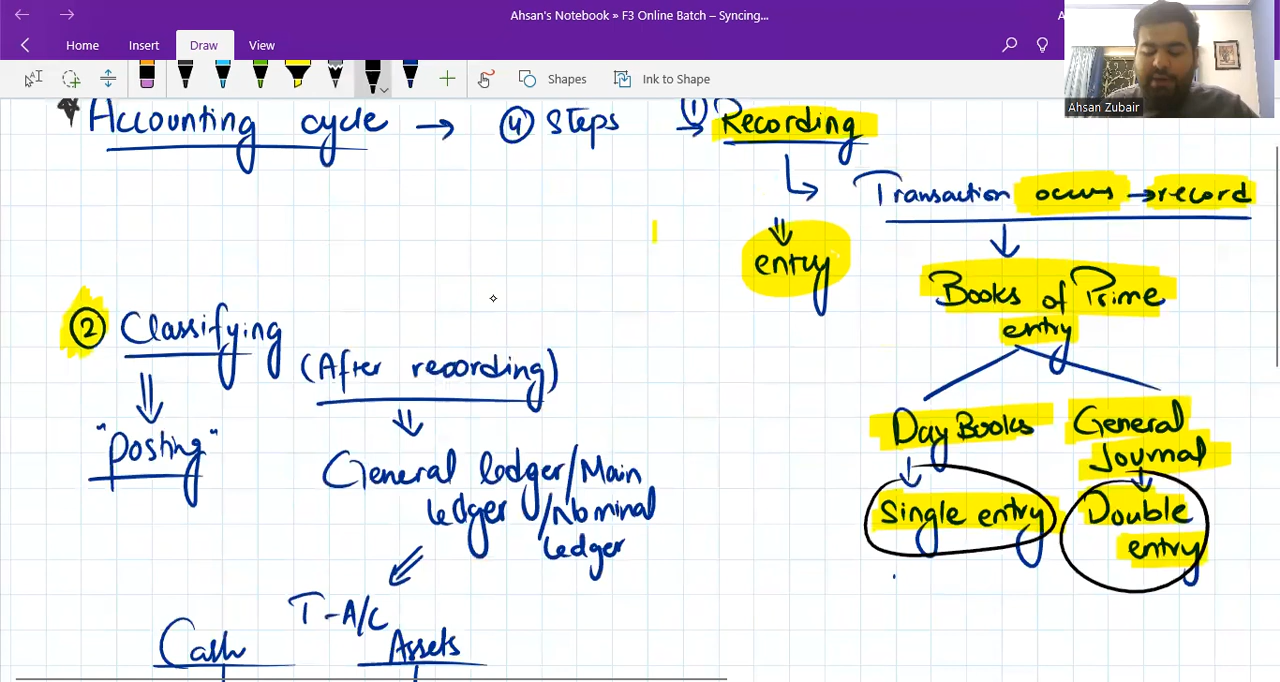 Ahsan's Notebook » F3 Online Batch – Syncing...
Home Insert Draw View
Shapes Ink to Shape
Ahsan Zubair
Accounting cycle → (4) Steps → (1) Recording
Transaction occurs → record
entry
Books of Prime
entry
Day Books
Single entry
General
Journal
Double
entry
(2) Classifying
(After recording)
"Posting"
General ledger/Main
ledger/Nominal
ledger
T-A/C
Cash Assets